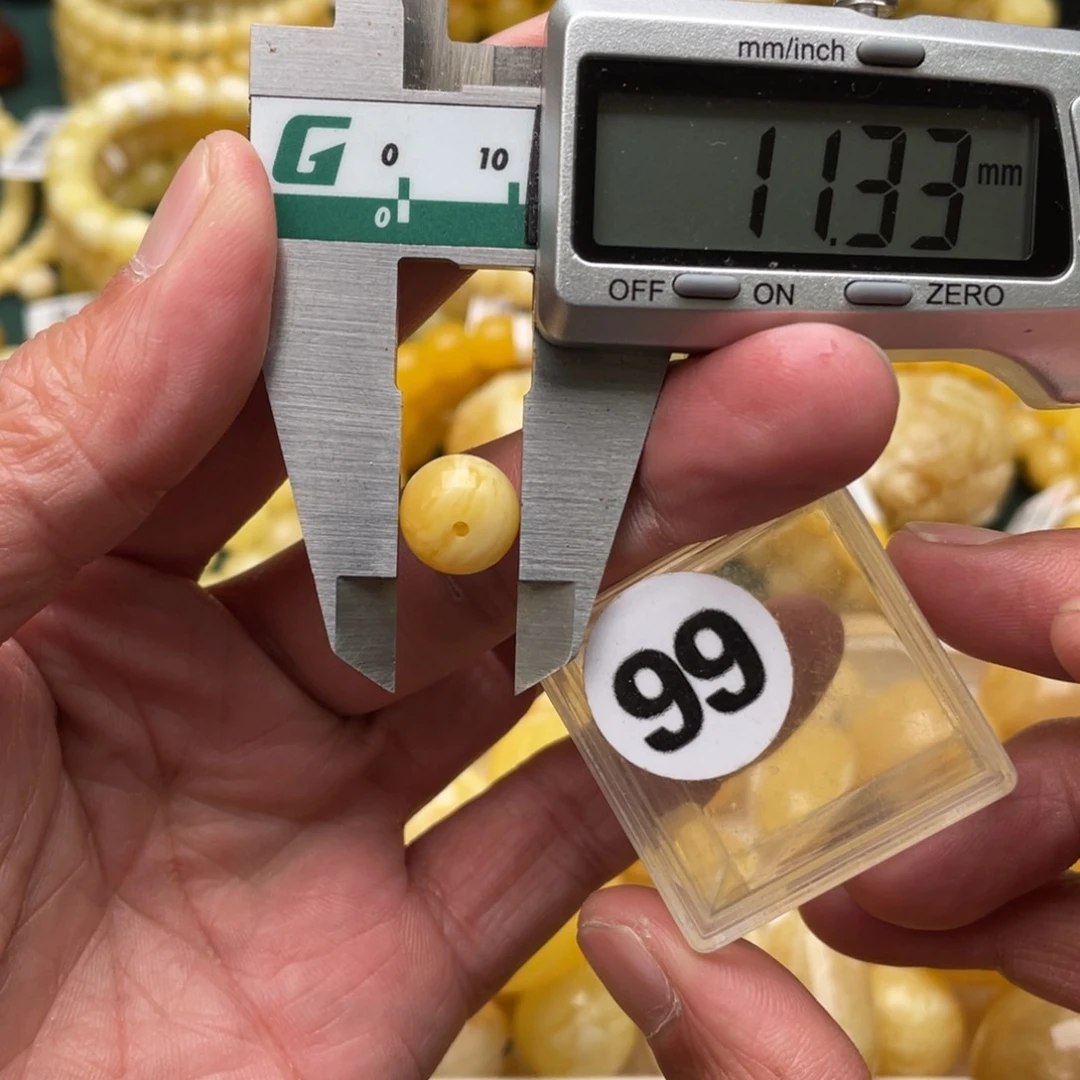 mm/inch
G
0 10
0
11.33 mm
OFF ON ZERO
99